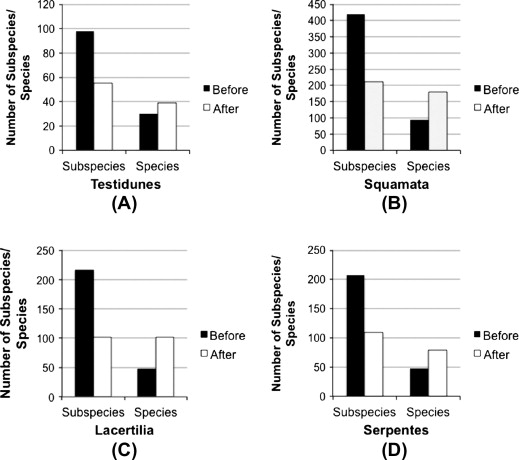 120
100
80
60
40
20
0
Number of Subspecies/
Species
Subspecies Species
Before
After
Testidunes
(A)
450
400
350
300
250
200
150
100
50
0
Number of Subspecies/
Species
Subspecies Species
Before
After
Squamata
(B)
250
200
150
100
50
0
Number of Subspecies/
Species
Subspecies Species
Before
After
Lacertilia
(C)
250
200
150
100
50
0
Number of Subspecies/
Species
Subspecies Species
Before
After
Serpentes
(D)